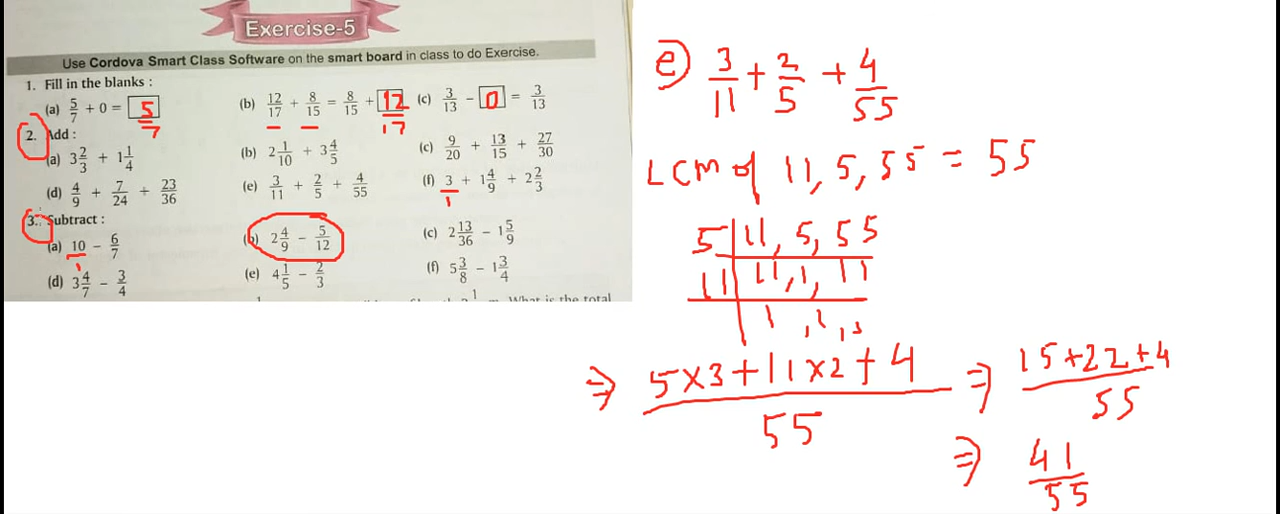 Exercise-5
Use Cordova Smart Class Software on the smart board in class to do Exercise.
1. Fill in the blanks :
(a) 5/7 + 0 = 5/7 (b) 12/17 + 8/15 = 8/15 + 12/17 (c) 3/13 - 0 = 3/13
2. Add :
(a) 3 2/3 + 1 1/4 (b) 2 1/10 + 3 4/5 (c) 9/20 + 13/15 + 27/30
(d) 4/9 + 7/24 + 23/36 (e) 3/11 + 2/5 + 4/55 (f) 3/1 + 1 4/9 + 2 2/3
3. Subtract :
(a) 10/1 - 6/7 (b) 2 4/9 - 5/12 (c) 2 13/36 - 1 5/9
(d) 3 4/7 - 3/4 (e) 4 1/5 - 2/3 (f) 5 3/8 - 1 3/4
What is the total
e) 3/11 + 2/5 + 4/55
LCM of 11, 5, 55 = 55
5 | 11, 5, 55
11 | 11, 1, 11
1, 1, 1
⇒ 5×3+11×2+4/55 ⇒ 15+22+4/55
⇒ 41/55